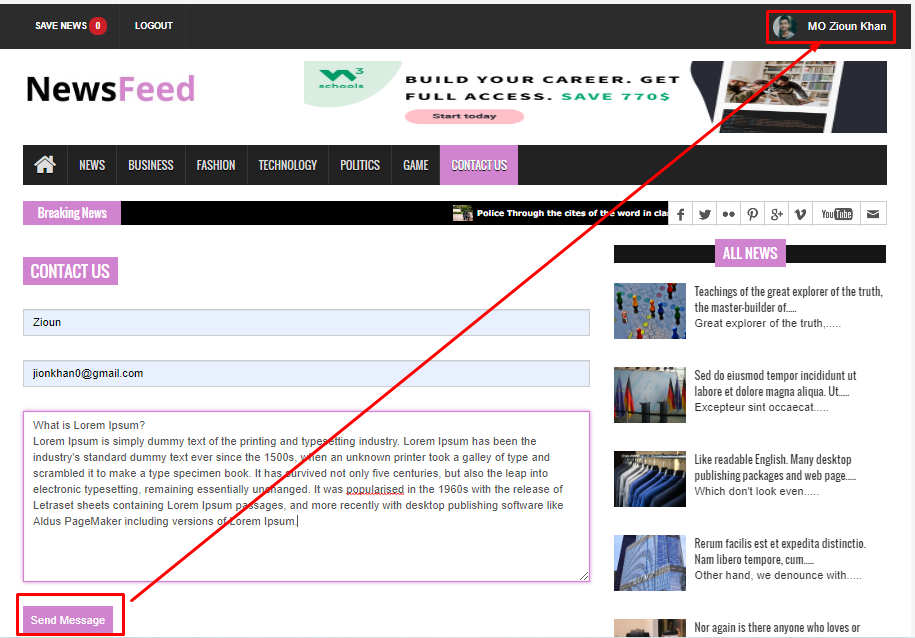 SAVE NEWS 0 LOGOUT MO Zioun Khan
NewsFeed
W3
schools
BUILD YOUR CAREER. GET
FULL ACCESS. SAVE 770$
Start today
NEWS BUSINESS FASHION TECHNOLOGY POLITICS GAME CONTACT US
Breaking News Police Through the cites of the word in clas
f g+ You Tube
CONTACT US
Zioun
jionkhan0@gmail.com
What is Lorem Ipsum?
Lorem Ipsum is simply dummy text of the printing and typesetting industry. Lorem Ipsum has been the
industry's standard dummy text ever since the 1500s, when an unknown printer took a galley of type and
scrambled it to make a type specimen book. It has survived not only five centuries, but also the leap into
electronic typesetting, remaining essentially unchanged. It was popularised in the 1960s with the release of
Letraset sheets containing Lorem Ipsum passages, and more recently with desktop publishing software like
Aldus PageMaker including versions of Lorem Ipsum.
Send Message
ALL NEWS
Teachings of the great explorer of the truth,
the master-builder of.....
Great explorer of the truth,.....
Sed do eiusmod tempor incididunt ut
labore et dolore magna aliqua. Ut.....
Excepteur sint occaecat.....
Like readable English. Many desktop
publishing packages and web page.....
Which don't look even.....
Rerum facilis est et expedita distinctio.
Nam libero tempore, cum.....
Other hand, we denounce with.....
Nor again is there anyone who loves or